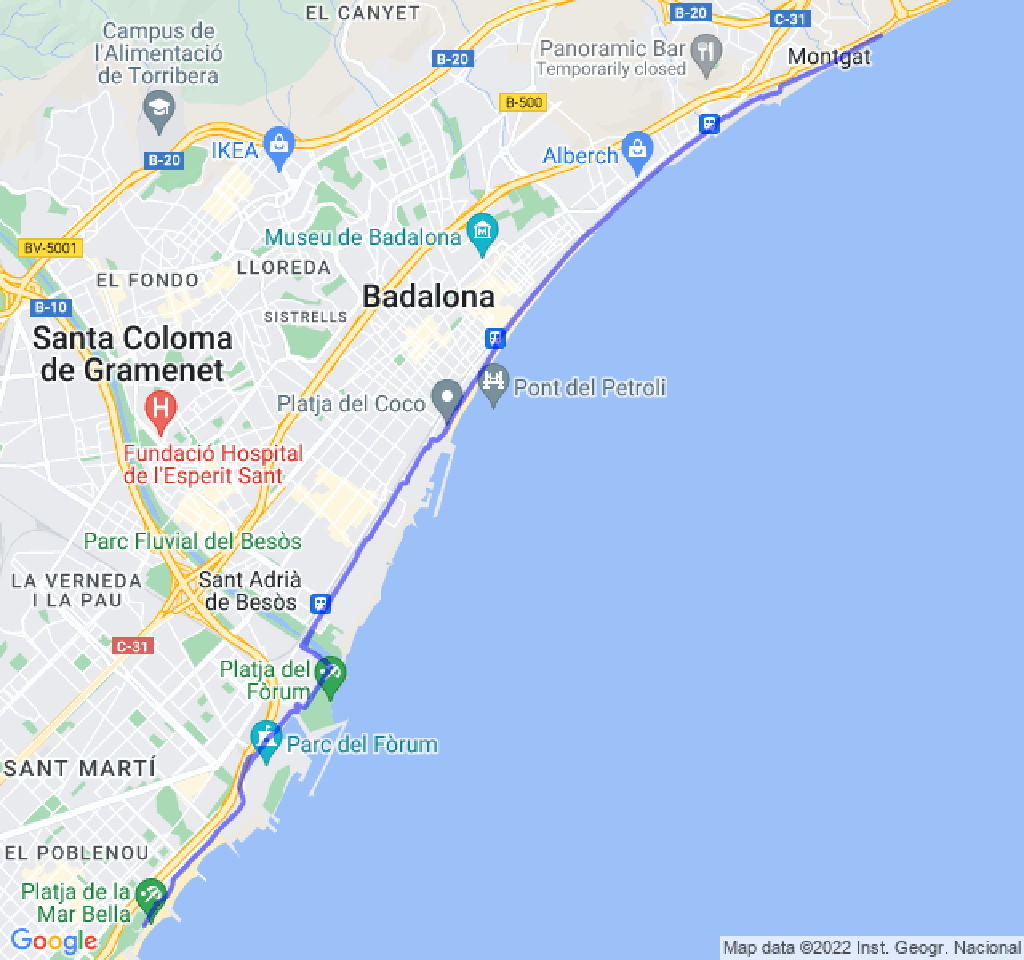 EL CANYET
B-20
C-31
Campus de
l'Alimentació
de Torribera
Panoramic Bar
Temporarily closed
Montgat
B-20
B-500
B-20
IKEA
Alberch
Museu de Badalona
BV-5001
LLOREDA
EL FONDO
Badalona
B-10
SISTRELLS
Santa Coloma
de Gramenet
Pont del Petroli
Platja del Coco
H
Fundació Hospital
de l'Esperit Sant
Parc Fluvial del Besòs
LA VERNEDA
I LA PAU
Sant Adrià
de Besòs
C-31
Platja del
Fòrum
Parc del Fòrum
SANT MARTÍ
EL POBLENOU
Platja de la
Mar Bella
Google
Map data ©2022 Inst. Geogr. Nacional